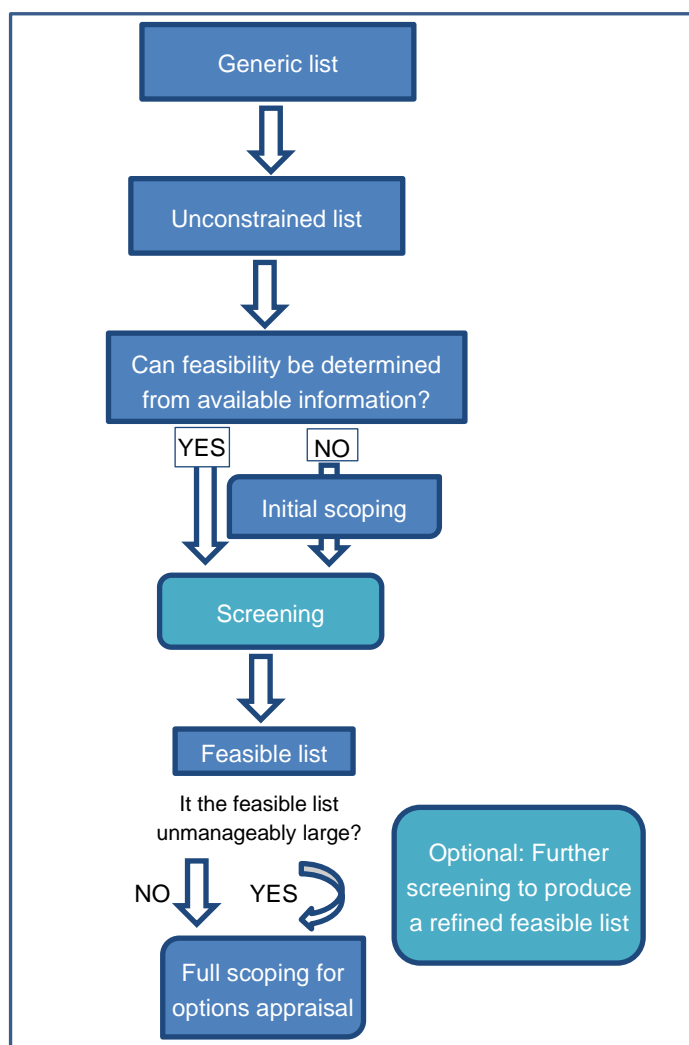 Generic list
Unconstrained list
Can feasibility be determined
from available information?
YES
NO
Initial scoping
Screening
Feasible list
It the feasible list
unmanageably large?
NO
YES
Optional: Further
screening to produce
a refined feasible list
Full scoping for
options appraisal